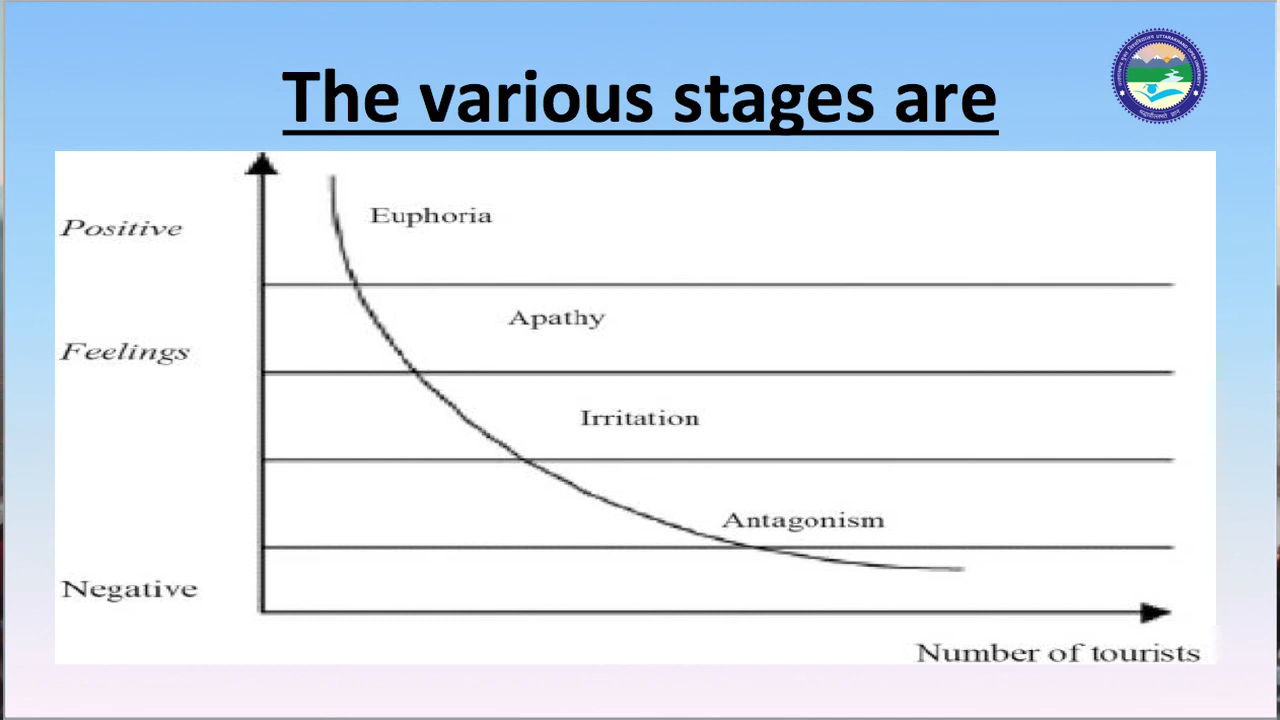 The various stages are
Positive
Euphoria
Apathy
Feelings
Irritation
Antagonism
Negative
Number of tourists